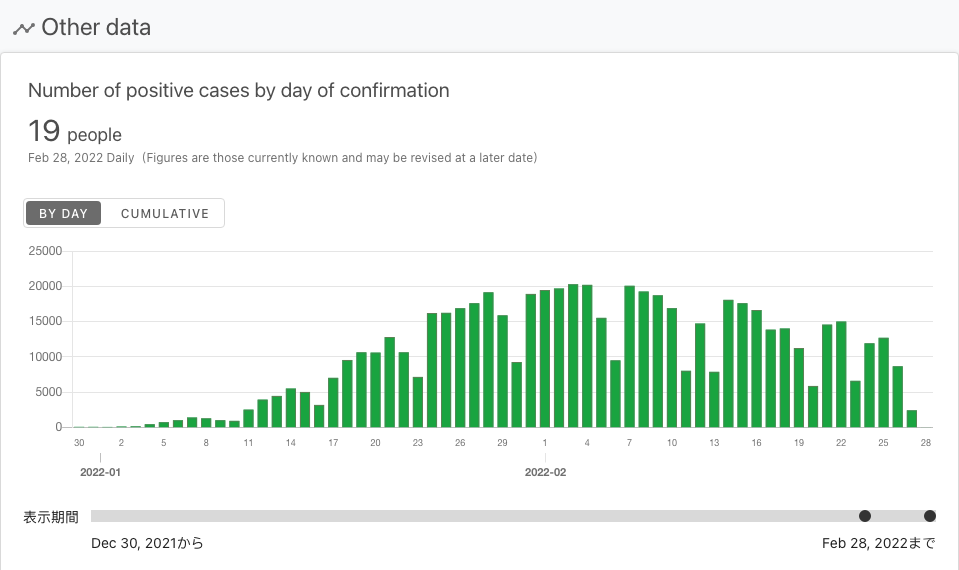 Other data
Number of positive cases by day of confirmation
19 people
Feb 28, 2022 Daily (Figures are those currently known and may be revised at a later date)
BY DAY CUMULATIVE
25000
20000
15000
10000
5000
0
30 2 5 8 11 14 17 20 23 26 29 1 4 7 10 13 16 19 22 25 28
2022-01 2022-02
表示期間
Dec 30, 2021から Feb 28, 2022まで